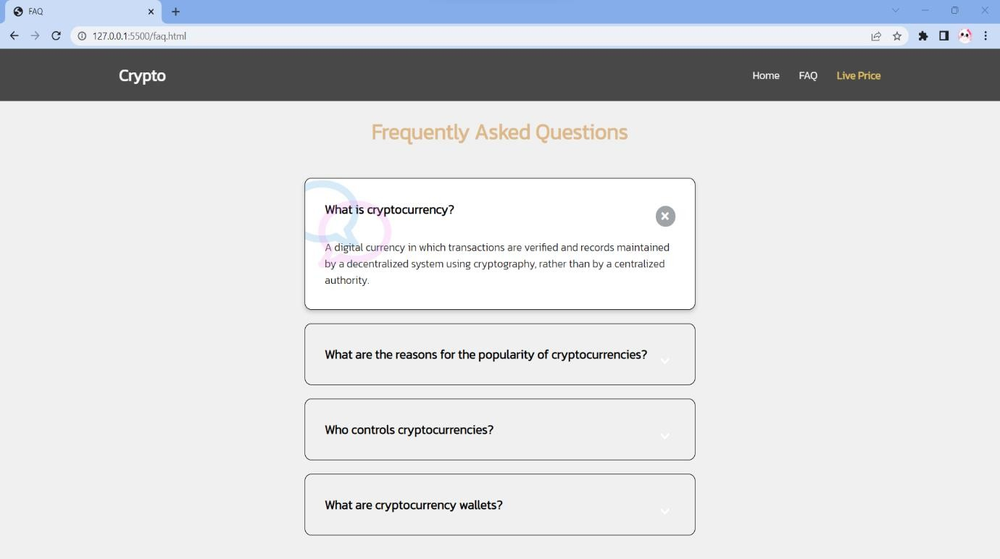 FAQ
127.0.0.1:5500/faq.html
Crypto
Home FAQ Live Price
Frequently Asked Questions
What is cryptocurrency?
A digital currency in which transactions are verified and records maintained
by a decentralized system using cryptography, rather than by a centralized
authority.
What are the reasons for the popularity of cryptocurrencies?
Who controls cryptocurrencies?
What are cryptocurrency wallets?